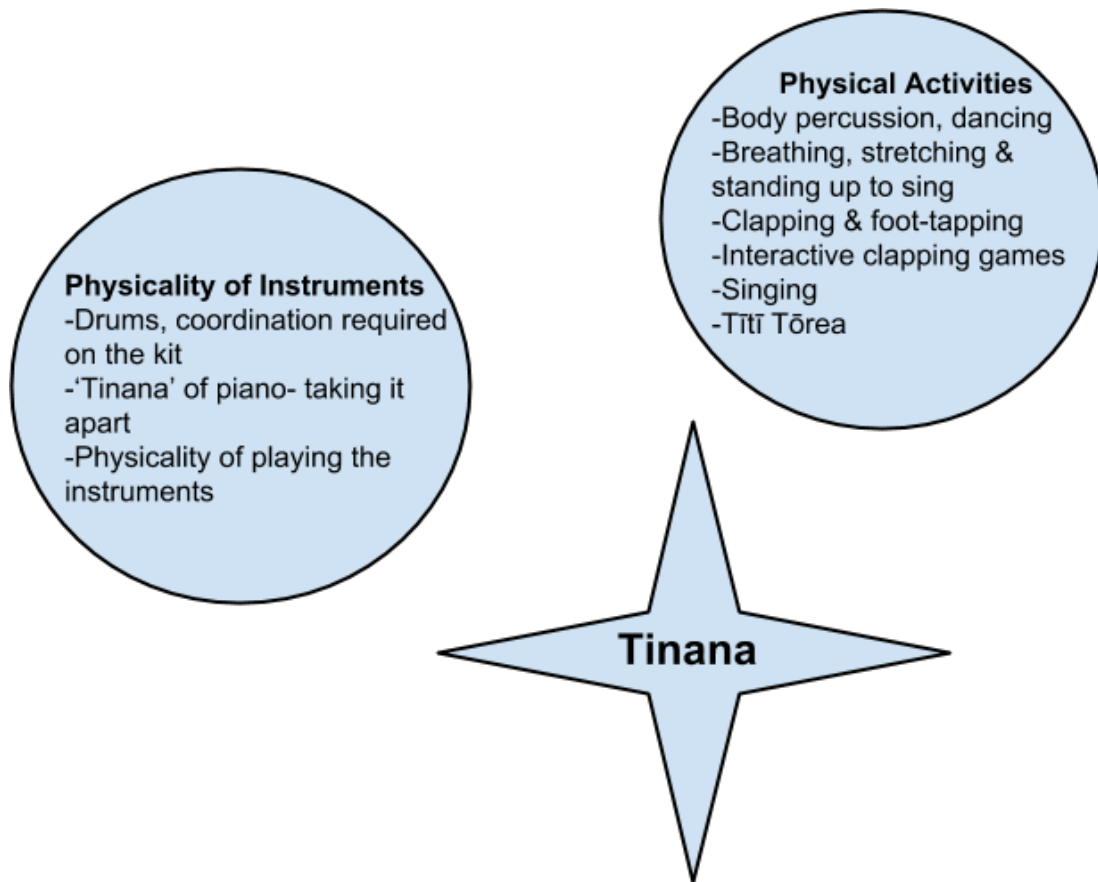 Physical Activities
-Body percussion, dancing
-Breathing, stretching &
standing up to sing
-Clapping & foot-tapping
-Interactive clapping games
-Singing
-Tītī Tōrea
Physicality of Instruments
-Drums, coordination required
on the kit
-‘Tinana’ of piano- taking it
apart
-Physicality of playing the
instruments
Tinana